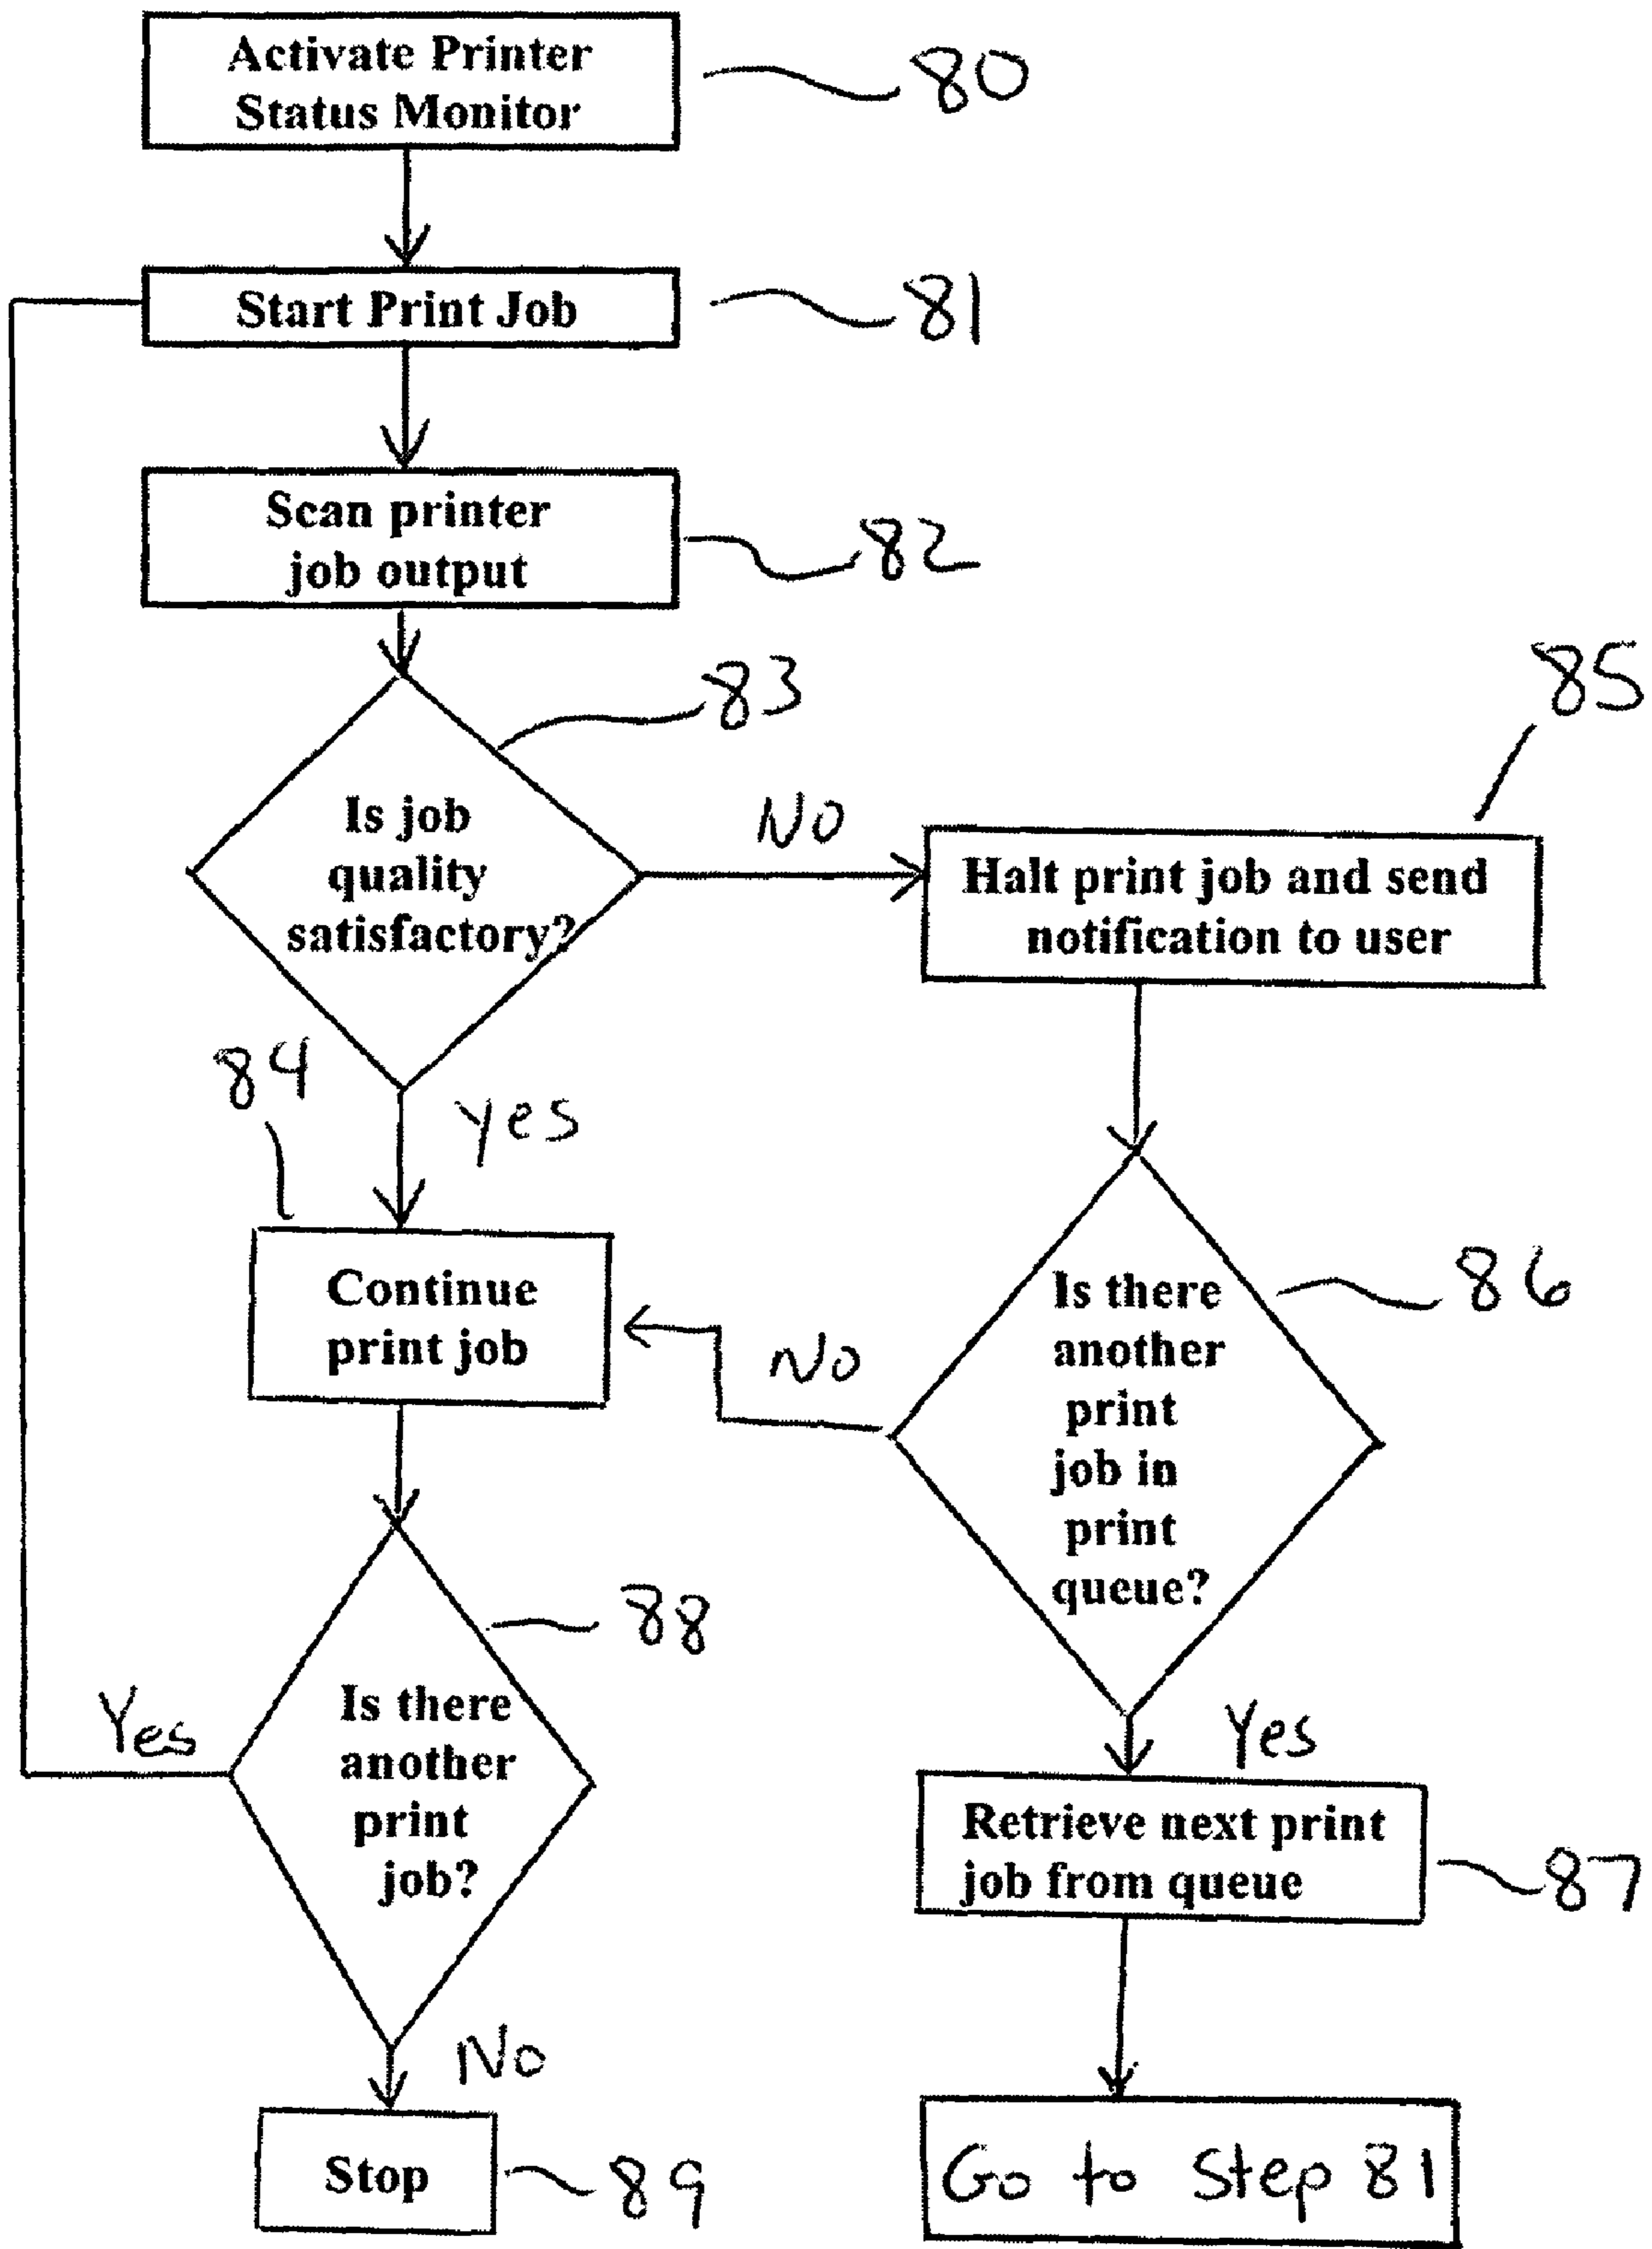 Activate Printer
Status Monitor
80
Start Print Job
81
Scan printer
job output
82
83
Is job
quality
satisfactory?
No
85
Halt print job and send
notification to user
84
yes
Continue
print job
No
86
Is there
another
print
job in
print
queue?
88
Yes
Is there
another
print
job?
Yes
Retrieve next print
job from queue
87
No
Stop
89
Go to Step 81